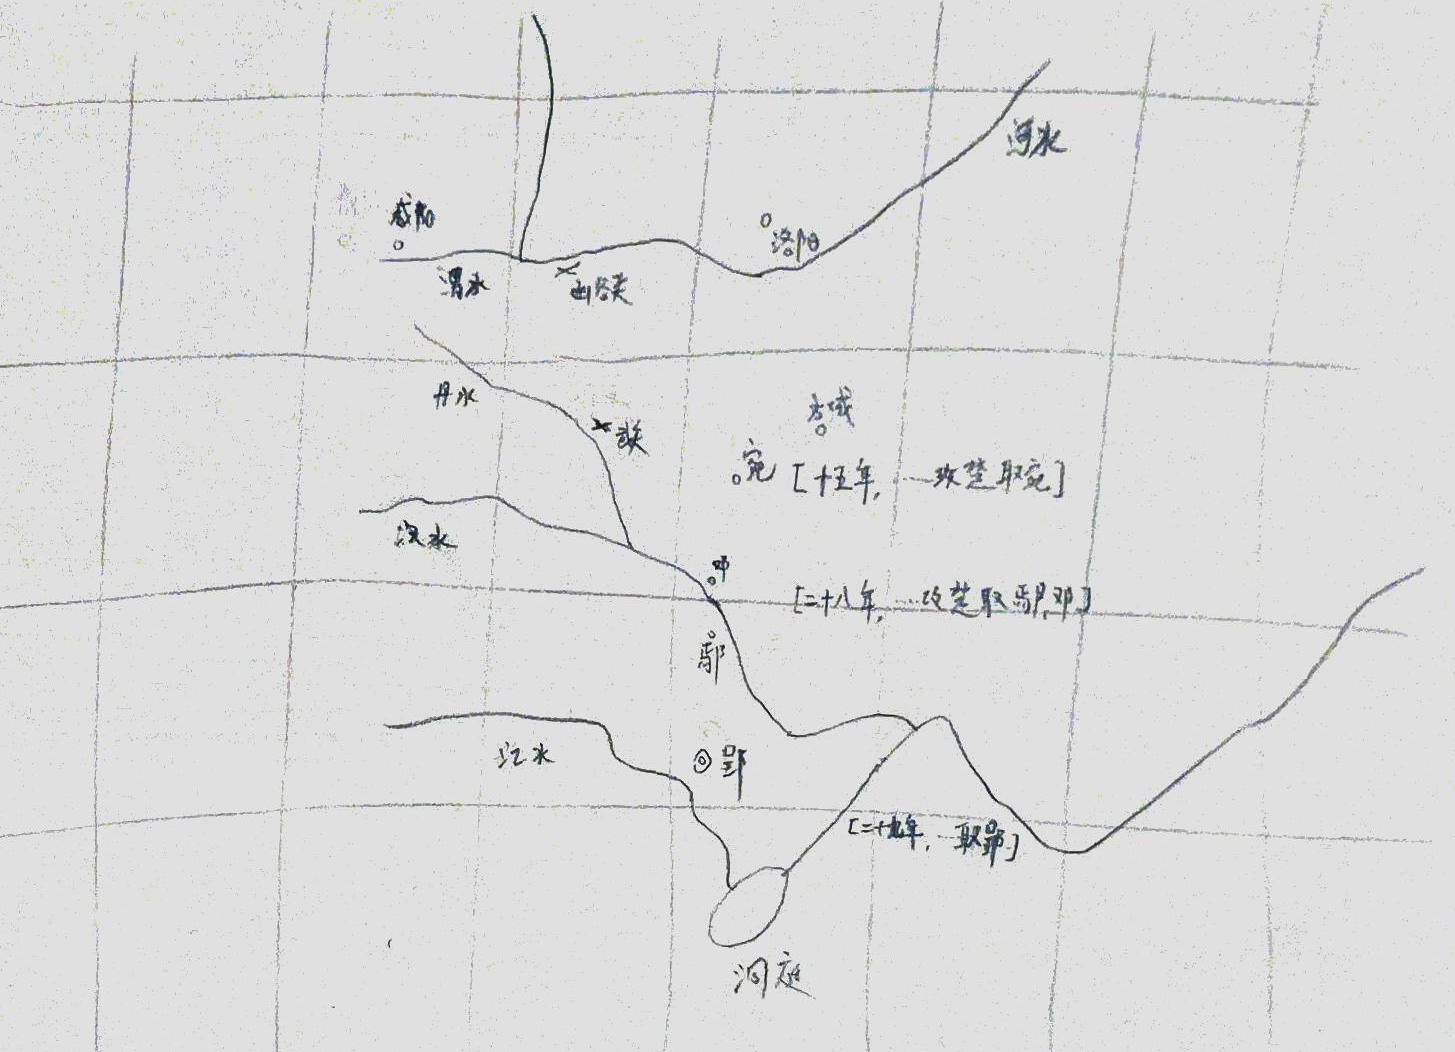 河水
咸阳
洛阳
渭水
函谷关
丹水
武关
方城
宛
[十五年,…攻楚取宛]
汉水
邓
[二十八年,…攻楚取鄢,邓]
鄢
江水
郢
[二十九年,…取郢.]
洞庭